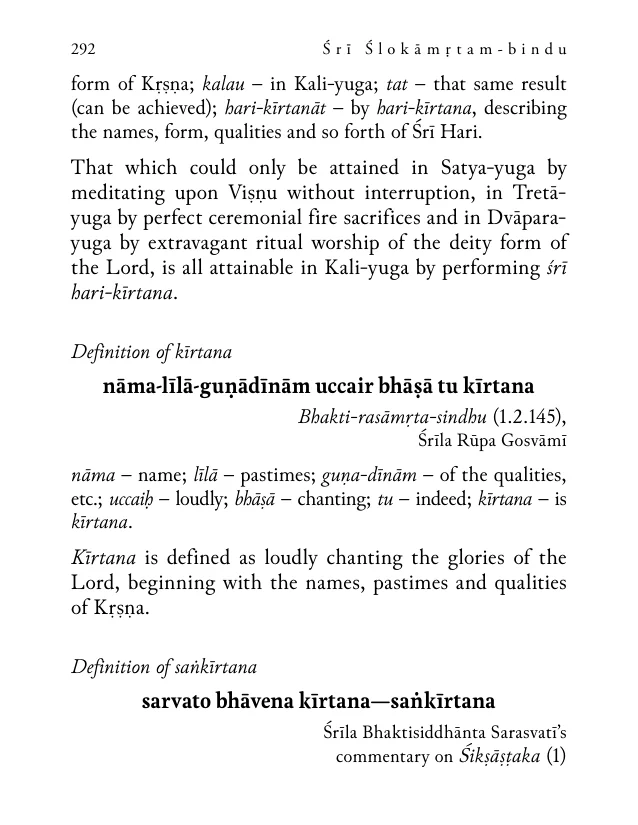 292 Śrī Ślokāmṛtam-bindu
form of Kṛṣṇa; kalau – in Kali-yuga; tat – that same result
(can be achieved); hari-kīrtanāt – by hari-kīrtana, describing
the names, form, qualities and so forth of Śrī Hari.
That which could only be attained in Satya-yuga by
meditating upon Viṣṇu without interruption, in Tretā-
yuga by perfect ceremonial fire sacrifices and in Dvāpara-
yuga by extravagant ritual worship of the deity form of
the Lord, is all attainable in Kali-yuga by performing śrī
hari-kīrtana.
Definition of kīrtana
nāma-līlā-guṇādīnām uccair bhāṣā tu kīrtana
Bhakti-rasāmṛta-sindhu (1.2.145),
Śrīla Rūpa Gosvāmī
nāma – name; līlā – pastimes; guṇa-dīnām – of the qualities,
etc.; uccaiḥ – loudly; bhāṣā – chanting; tu – indeed; kīrtana – is
kīrtana.
Kīrtana is defined as loudly chanting the glories of the
Lord, beginning with the names, pastimes and qualities
of Kṛṣṇa.
Definition of saṅkīrtana
sarvato bhāvena kīrtana—saṅkīrtana
Śrīla Bhaktisiddhānta Sarasvatī’s
commentary on Śikṣāṣṭaka (1)